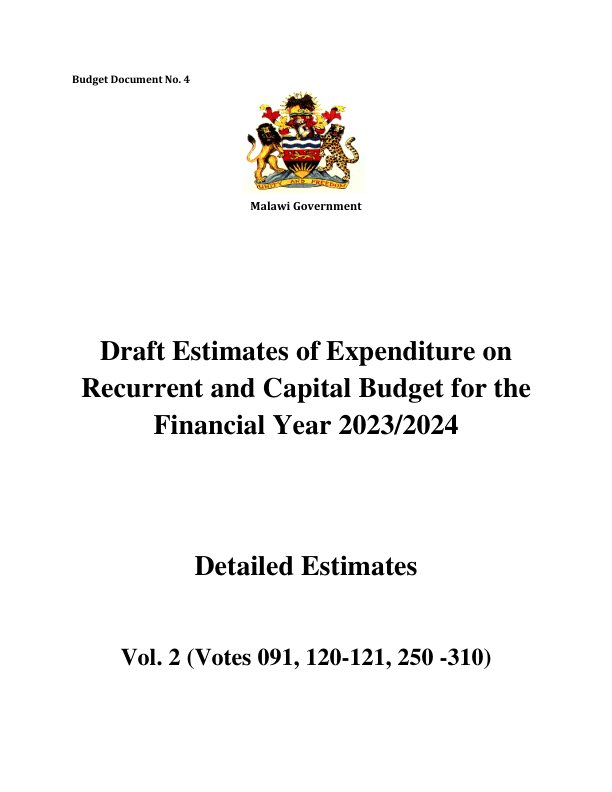 Budget Document No. 4
UNITY AND FREEDOM
Malawi Government
Draft Estimates of Expenditure on
Recurrent and Capital Budget for the
Financial Year 2023/2024
Detailed Estimates
Vol. 2 (Votes 091, 120-121, 250 -310)